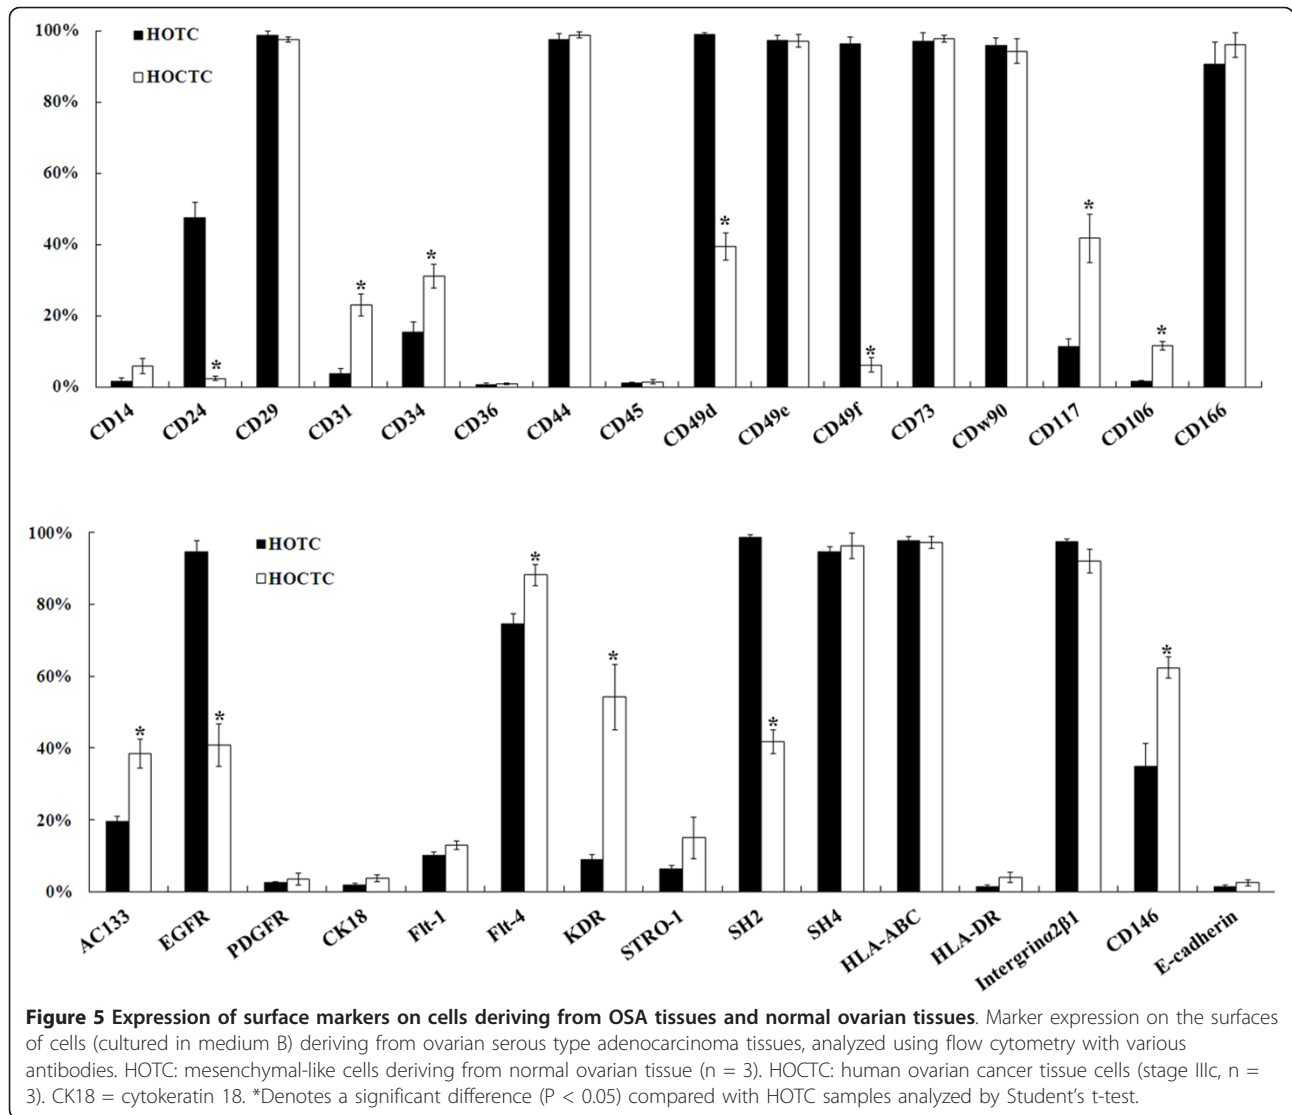 100%
HOTC
HOCTC
80%
60%
40%
20%
0%
* * * * * * *
CD14 CD24 CD29 CD31 CD34 CD36 CD44 CD45 CD49d CD49e CD49f CD73 CDw90 CD117 CD106 CD166
100%
HOTC
HOCTC
80%
60%
40%
20%
0%
* * * * * *
AC133 EGFR PDGFR CK18 Flt-1 Flt-4 KDR STRO-1 SH2 SH4 HLA-ABC HLA-DR Intergrinα2β1 CD146 E-cadherin
Figure 5 Expression of surface markers on cells deriving from OSA tissues and normal ovarian tissues. Marker expression on the surfaces
of cells (cultured in medium B) deriving from ovarian serous type adenocarcinoma tissues, analyzed using flow cytometry with various
antibodies. HOTC: mesenchymal-like cells deriving from normal ovarian tissue (n = 3). HOCTC: human ovarian cancer tissue cells (stage IIIc, n =
3). CK18 = cytokeratin 18. *Denotes a significant difference (P < 0.05) compared with HOTC samples analyzed by Student's t-test.